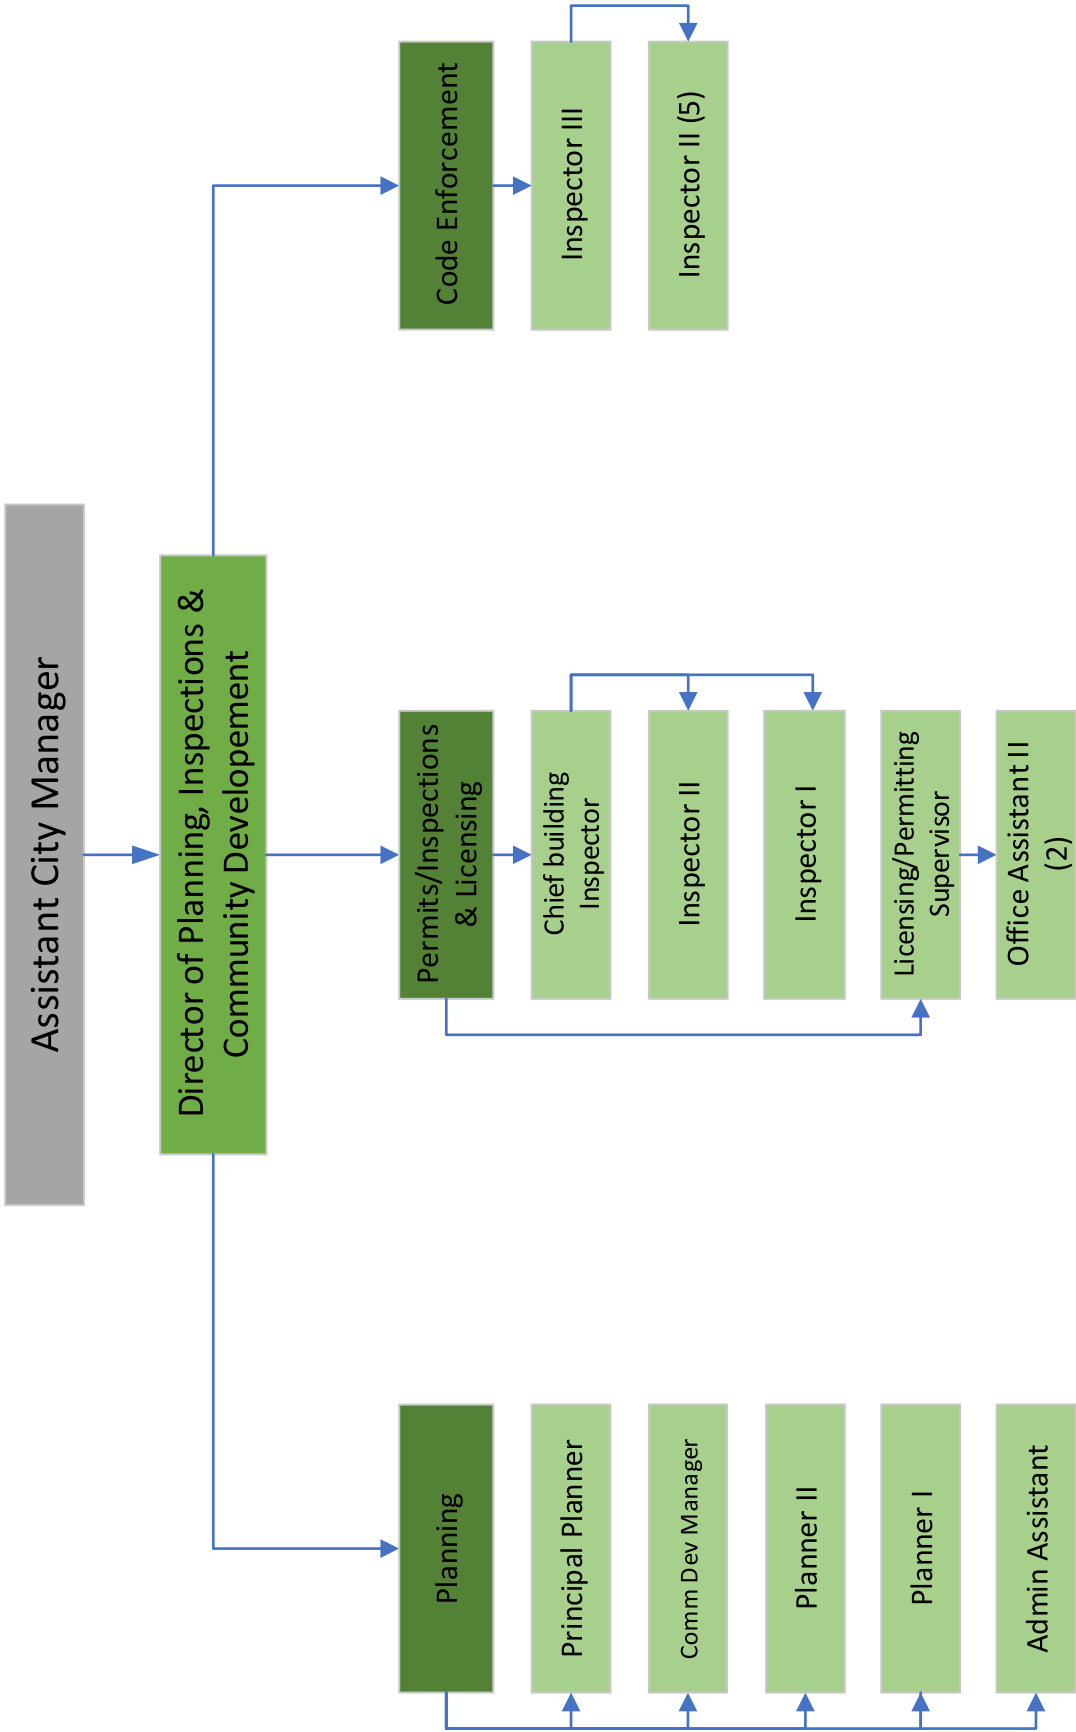 Assistant City Manager
Director of Planning, Inspections &
Community Developement
Planning
Principal Planner
Comm Dev Manager
Planner II
Planner I
Admin Assistant
Permits/Inspections
& Licensing
Chief building
Inspector
Inspector II
Inspector I
Licensing/Permitting
Supervisor
Office Assistant II
(2)
Code Enforcement
Inspector III
Inspector II (5)